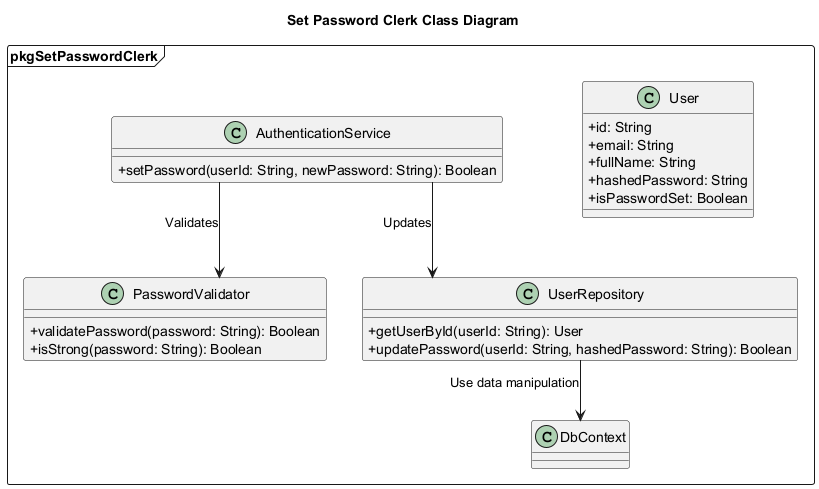 Set Password Clerk Class Diagram
pkgSetPasswordClerk
C User
+id: String
+email: String
+fullName: String
+hashedPassword: String
+isPasswordSet: Boolean
C AuthenticationService
+setPassword(userId: String, newPassword: String): Boolean
Validates
Updates
C PasswordValidator
+validatePassword(password: String): Boolean
+isStrong(password: String): Boolean
C UserRepository
+getUserById(userId: String): User
+updatePassword(userId: String, hashedPassword: String): Boolean
Use data manipulation
C DbContext